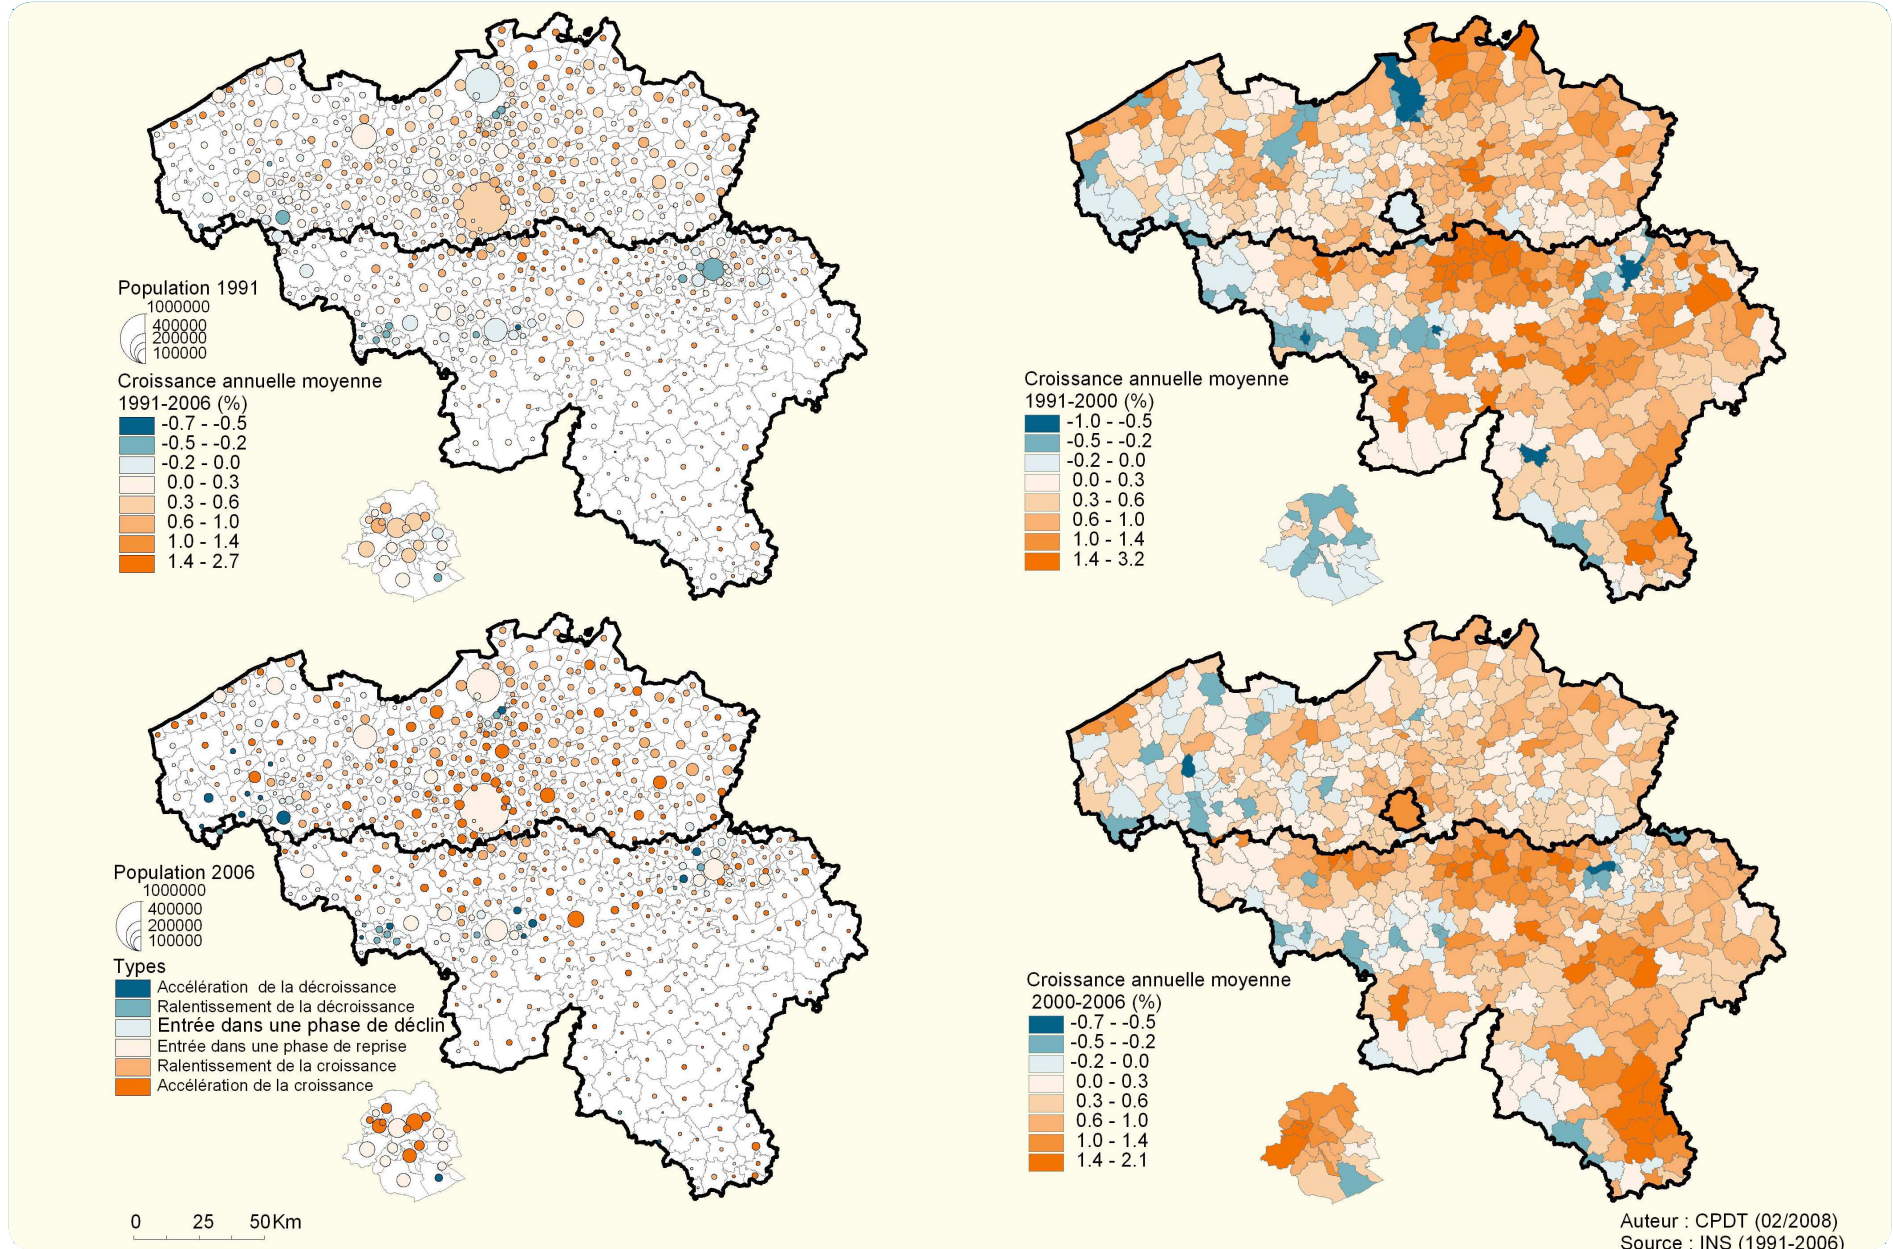 Population 1991
1000000
400000
200000
100000
Croissance annuelle moyenne
1991-2006 (%)
-0.7 - -0.5
-0.5 - -0.2
-0.2 - 0.0
0.0 - 0.3
0.3 - 0.6
0.6 - 1.0
1.0 - 1.4
1.4 - 2.7
Croissance annuelle moyenne
1991-2000 (%)
-1.0 - -0.5
-0.5 - -0.2
-0.2 - 0.0
0.0 - 0.3
0.3 - 0.6
0.6 - 1.0
1.0 - 1.4
1.4 - 3.2
Population 2006
1000000
400000
200000
100000
Types
Accélération de la décroissance
Ralentissement de la décroissance
Entrée dans une phase de déclin
Entrée dans une phase de reprise
Ralentissement de la croissance
Accélération de la croissance
Croissance annuelle moyenne
2000-2006 (%)
-0.7 - -0.5
-0.5 - -0.2
-0.2 - 0.0
0.0 - 0.3
0.3 - 0.6
0.6 - 1.0
1.0 - 1.4
1.4 - 2.1
0 25 50Km
Auteur : CPDT (02/2008)
Source : INS (1991-2006)